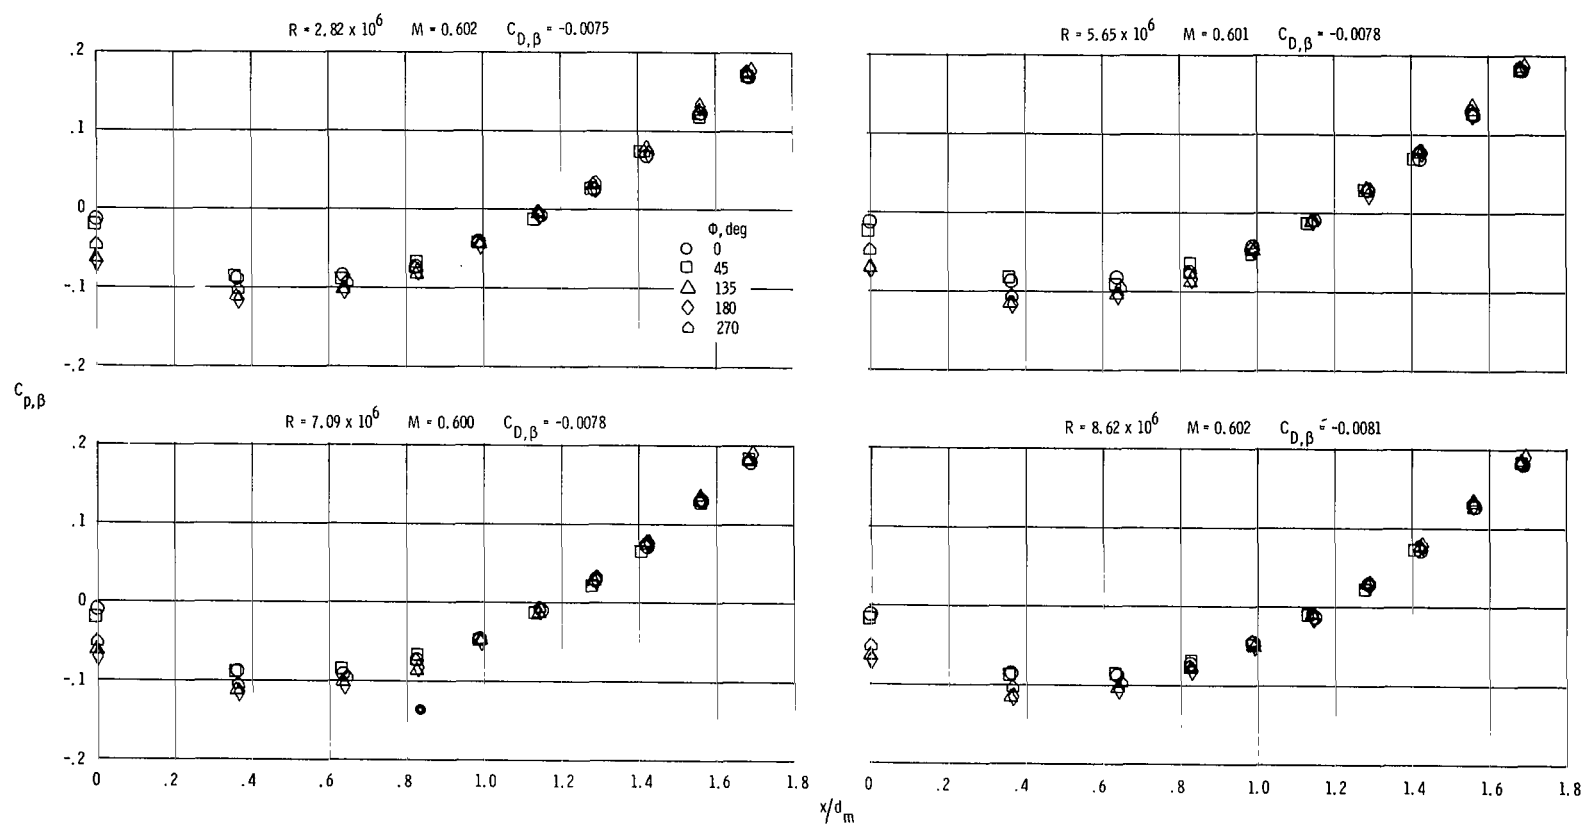 R = 2.82 x 10^6 M = 0.602 C_D,β = -0.0075
R = 5.65 x 10^6 M = 0.601 C_D,β = -0.0078
.2
.1
0
-.1
-.2
Φ, deg
0
45
135
180
270
C_p,β
R = 7.09 x 10^6 M = 0.600 C_D,β = -0.0078
R = 8.62 x 10^6 M = 0.602 C_D,β = -0.0081
.2
.1
0
-.1
-.2
0 .2 .4 .6 .8 1.0 1.2 1.4 1.6 1.8
0 .2 .4 .6 .8 1.0 1.2 1.4 1.6 1.8
x/d_m